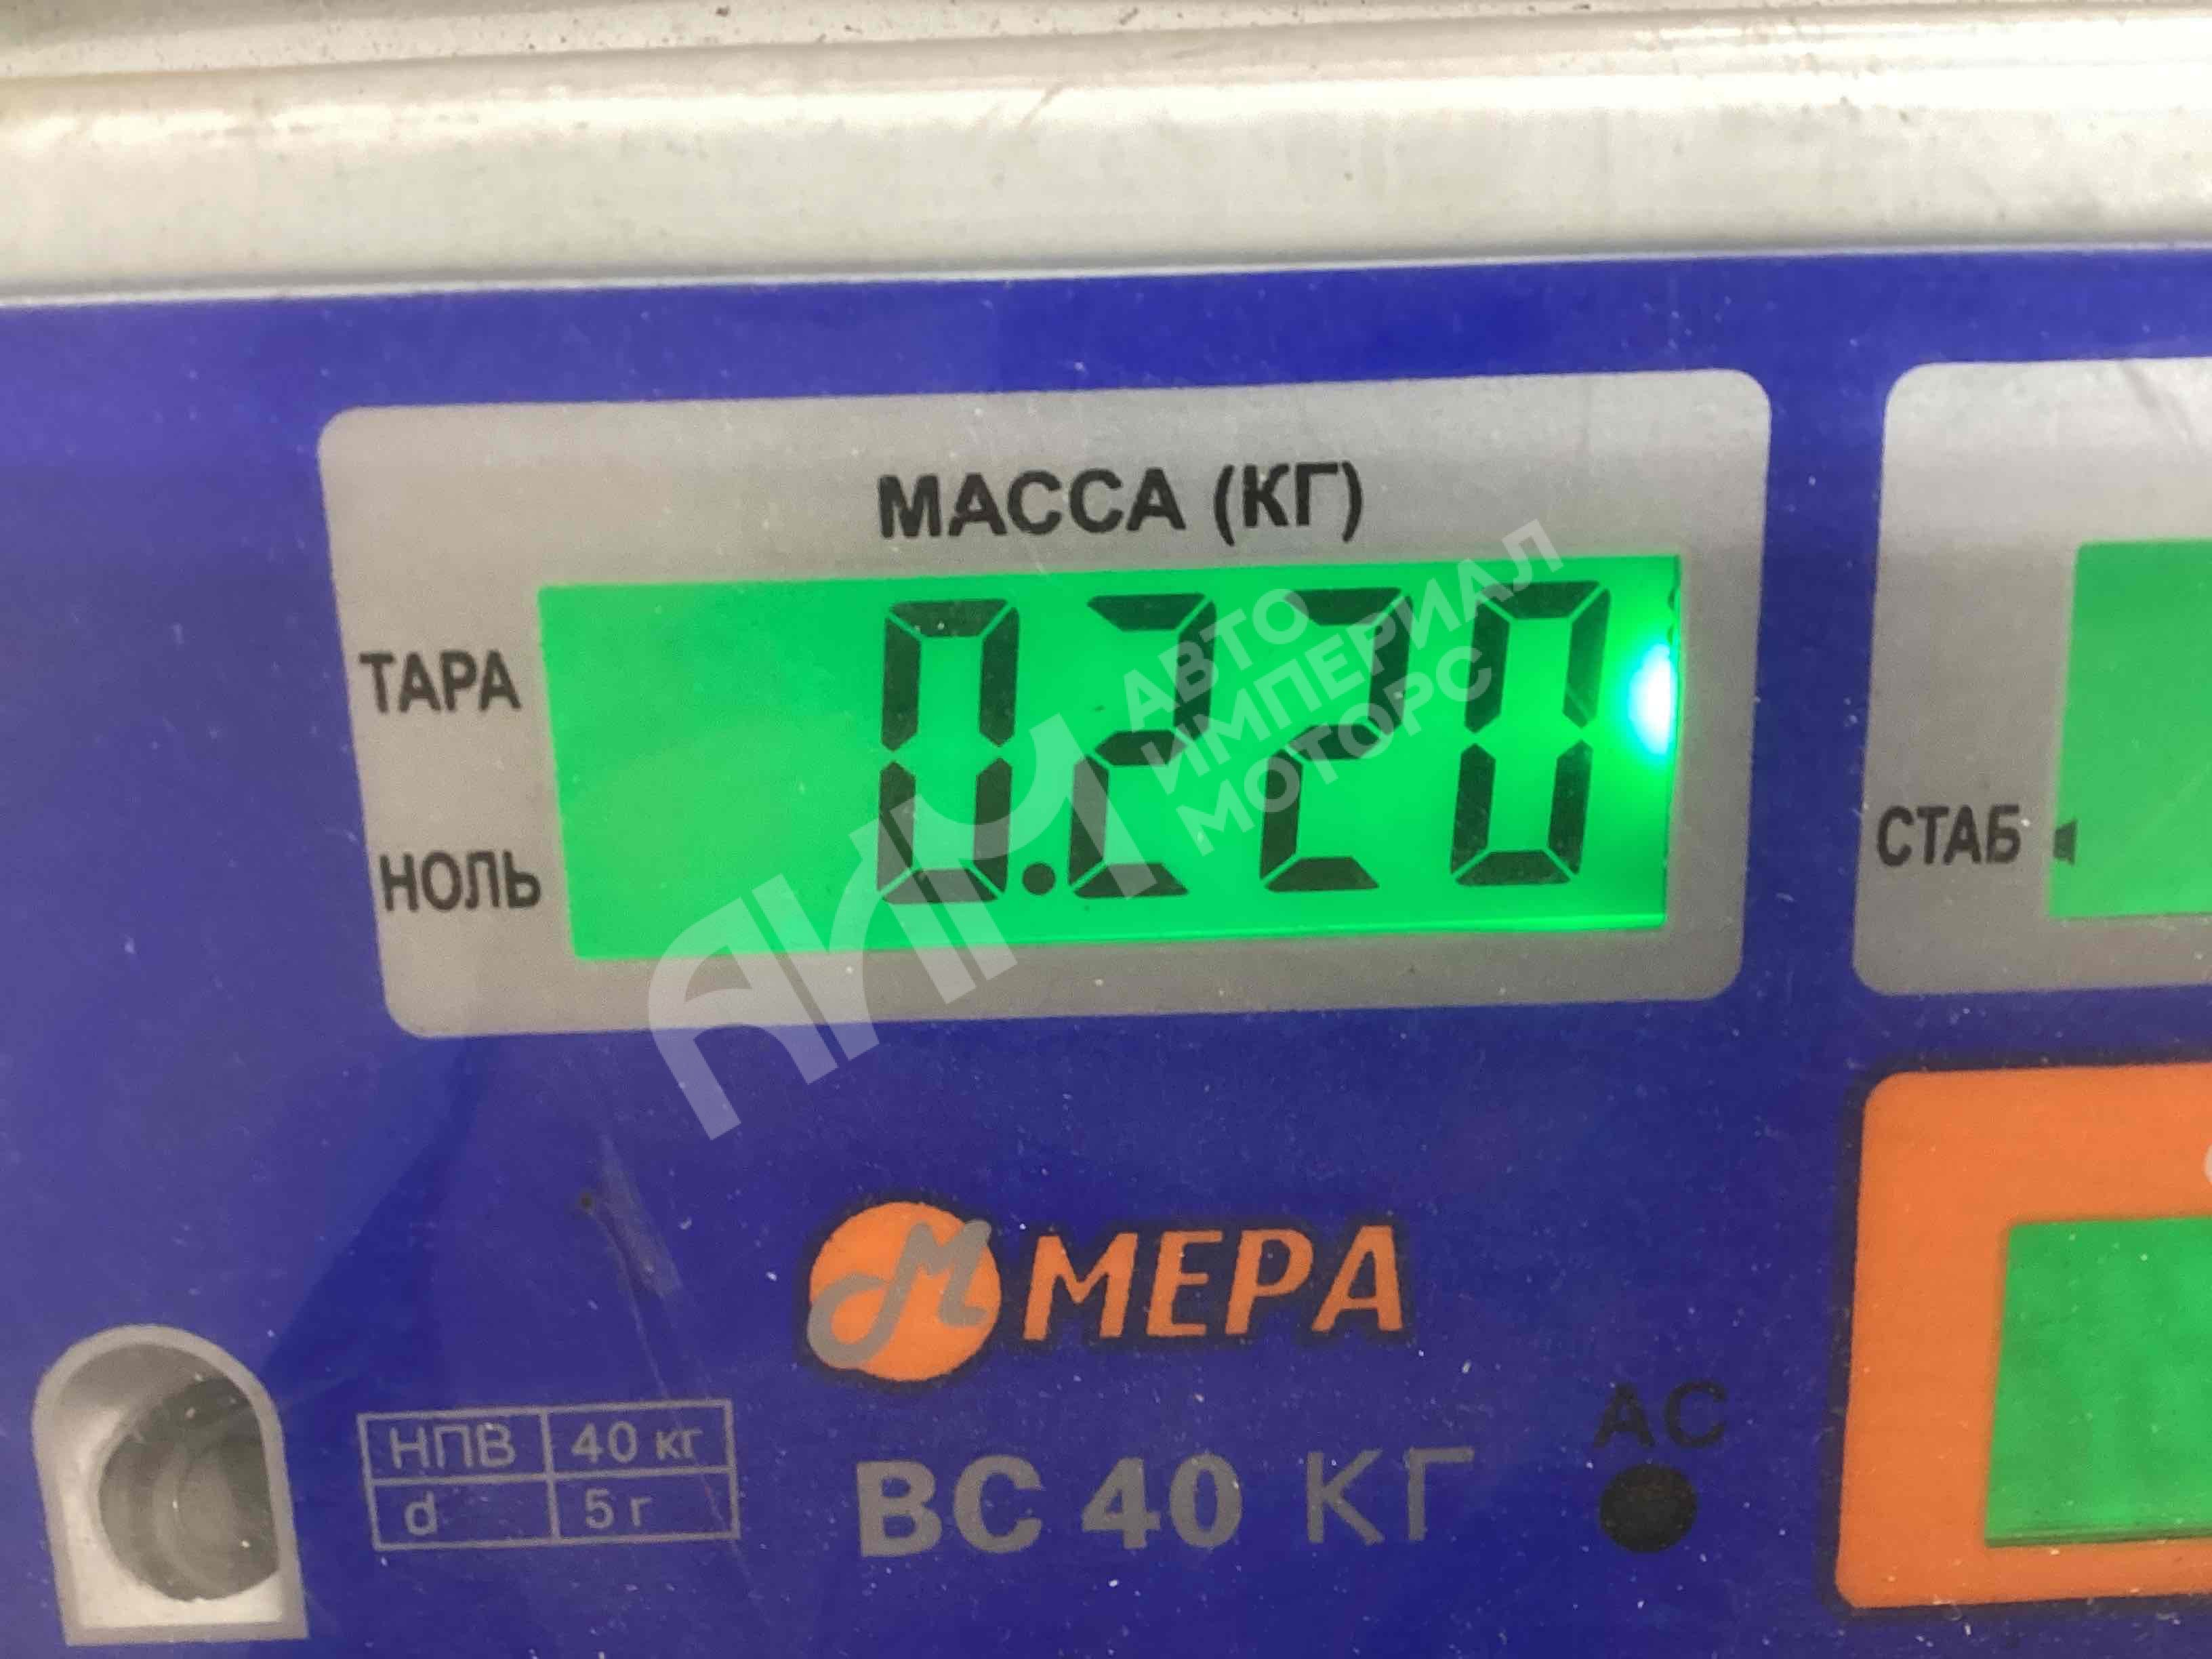 МАССА (КГ)
ТАРА
0.220
НОЛЬ
СТАБ
АИМ
АВТО
ИМПЕРИАЛ
МОТОРС
М МЕРА
НПВ 40 кг
d 5 г
ВС 40 КГ
АС